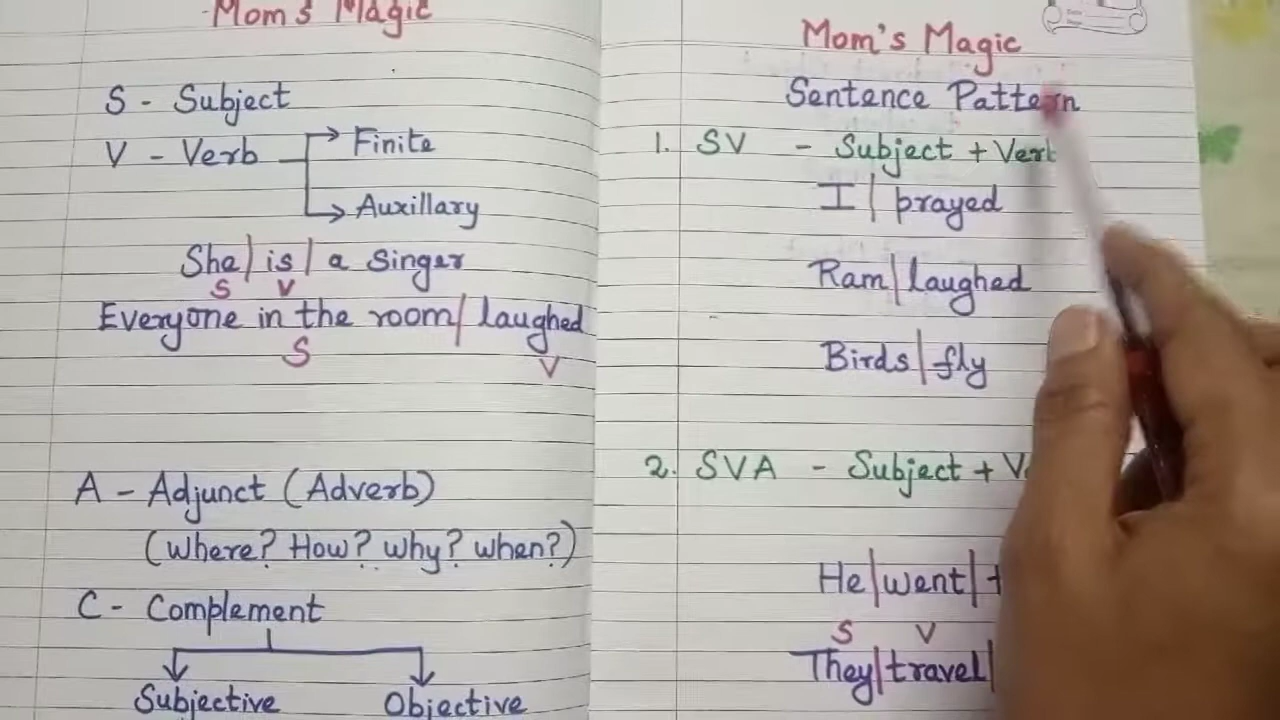 Mom's Magic
S - Subject
V - Verb
Finite
Auxillary
She| is| a Singer
S V
Everyone in the room| laughed
S
V
A - Adjunct (Adverb)
(Where? How? Why? when?)
C - Complement
Subjective Objective
Mom's Magic
Sentence Pattern
1. SV - Subject + Verb
I| prayed
Ram| laughed
Birds| fly
2. SVA - Subject +
He| went|
S V
They| travel|